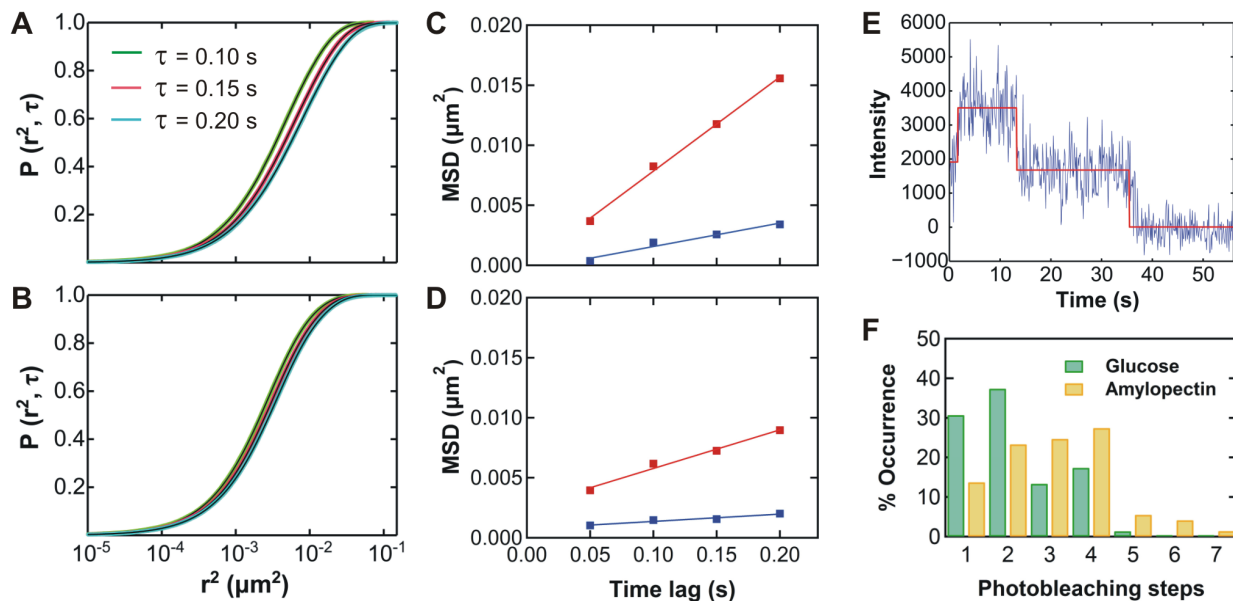 A
τ = 0.10 s
τ = 0.15 s
τ = 0.20 s
1.0
0.8
0.6
0.4
0.2
P (r², τ)
B
1.0
0.8
0.6
0.4
0.2
P (r², τ)
10⁻⁵ 10⁻⁴ 10⁻³ 10⁻² 10⁻¹
r² (µm²)
C
0.020
0.015
0.010
0.005
0.000
MSD (µm²)
D
0.020
0.015
0.010
0.005
0.000
MSD (µm²)
0.00 0.05 0.10 0.15 0.20
Time lag (s)
E
6000
5000
4000
3000
2000
1000
0
−1000
Intensity
0 10 20 30 40 50
Time (s)
F
50
40
30
20
10
0
% Occurrence
Glucose
Amylopectin
1 2 3 4 5 6 7
Photobleaching steps